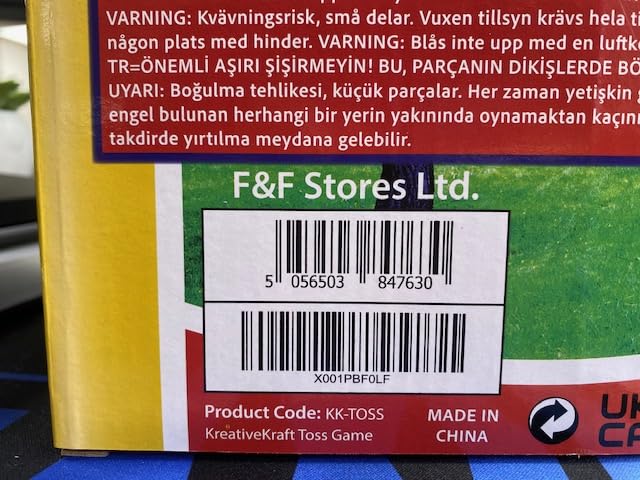 VARNING: Kvävningsrisk, små delar. Vuxen tillsyn krävs hela
någon plats med hinder. VARNING: Blås inte upp med en
TR=ÖNEMLİ AŞIRI ŞİŞİRMEYİN! BU, PARÇANIN DİKİŞLERDE
UYARI: Boğulma tehlikesi, küçük parçalar. Her zaman yetişkin
engel bulunan herhangi bir yerin yakınında oynamaktan
takdirde yırtılma meydana gelebilir.
F&F Stores Ltd.
5 056503 847630
X001PBF0LF
Product Code: KK-TOSS
KreativeKraft Toss Game
MADE IN
CHINA
UK
CA